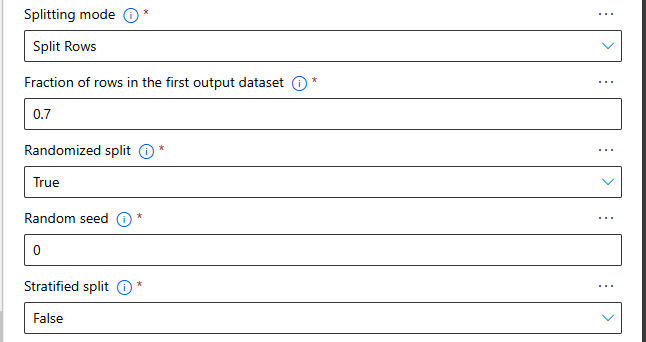 Splitting mode ⓘ * ...
Split Rows
Fraction of rows in the first output dataset ⓘ * ...
0.7
Randomized split ⓘ * ...
True
Random seed ⓘ * ...
0
Stratified split ⓘ * ...
False